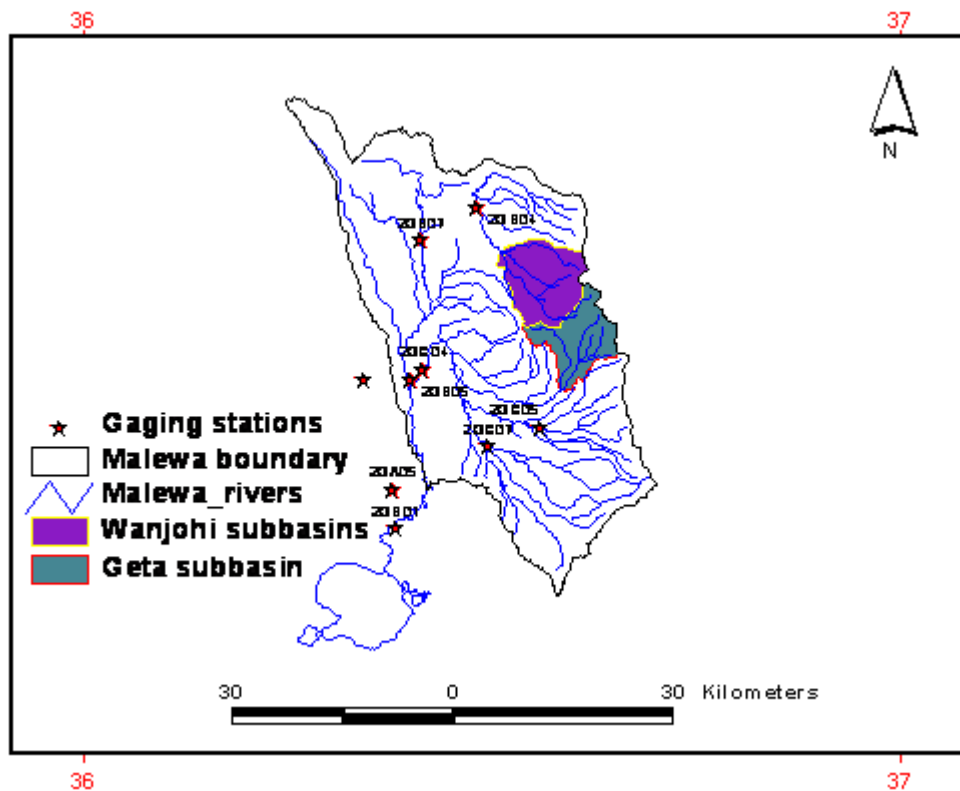 36 37
N
2GB07
2GB04
2GC04
2GB05
2GC05
2GC07
2GA05
2GB01
Gaging stations
Malewa boundary
Malewa_rivers
Wanjohi subbasins
Geta subbasin
30 0 30 Kilometers
36 37